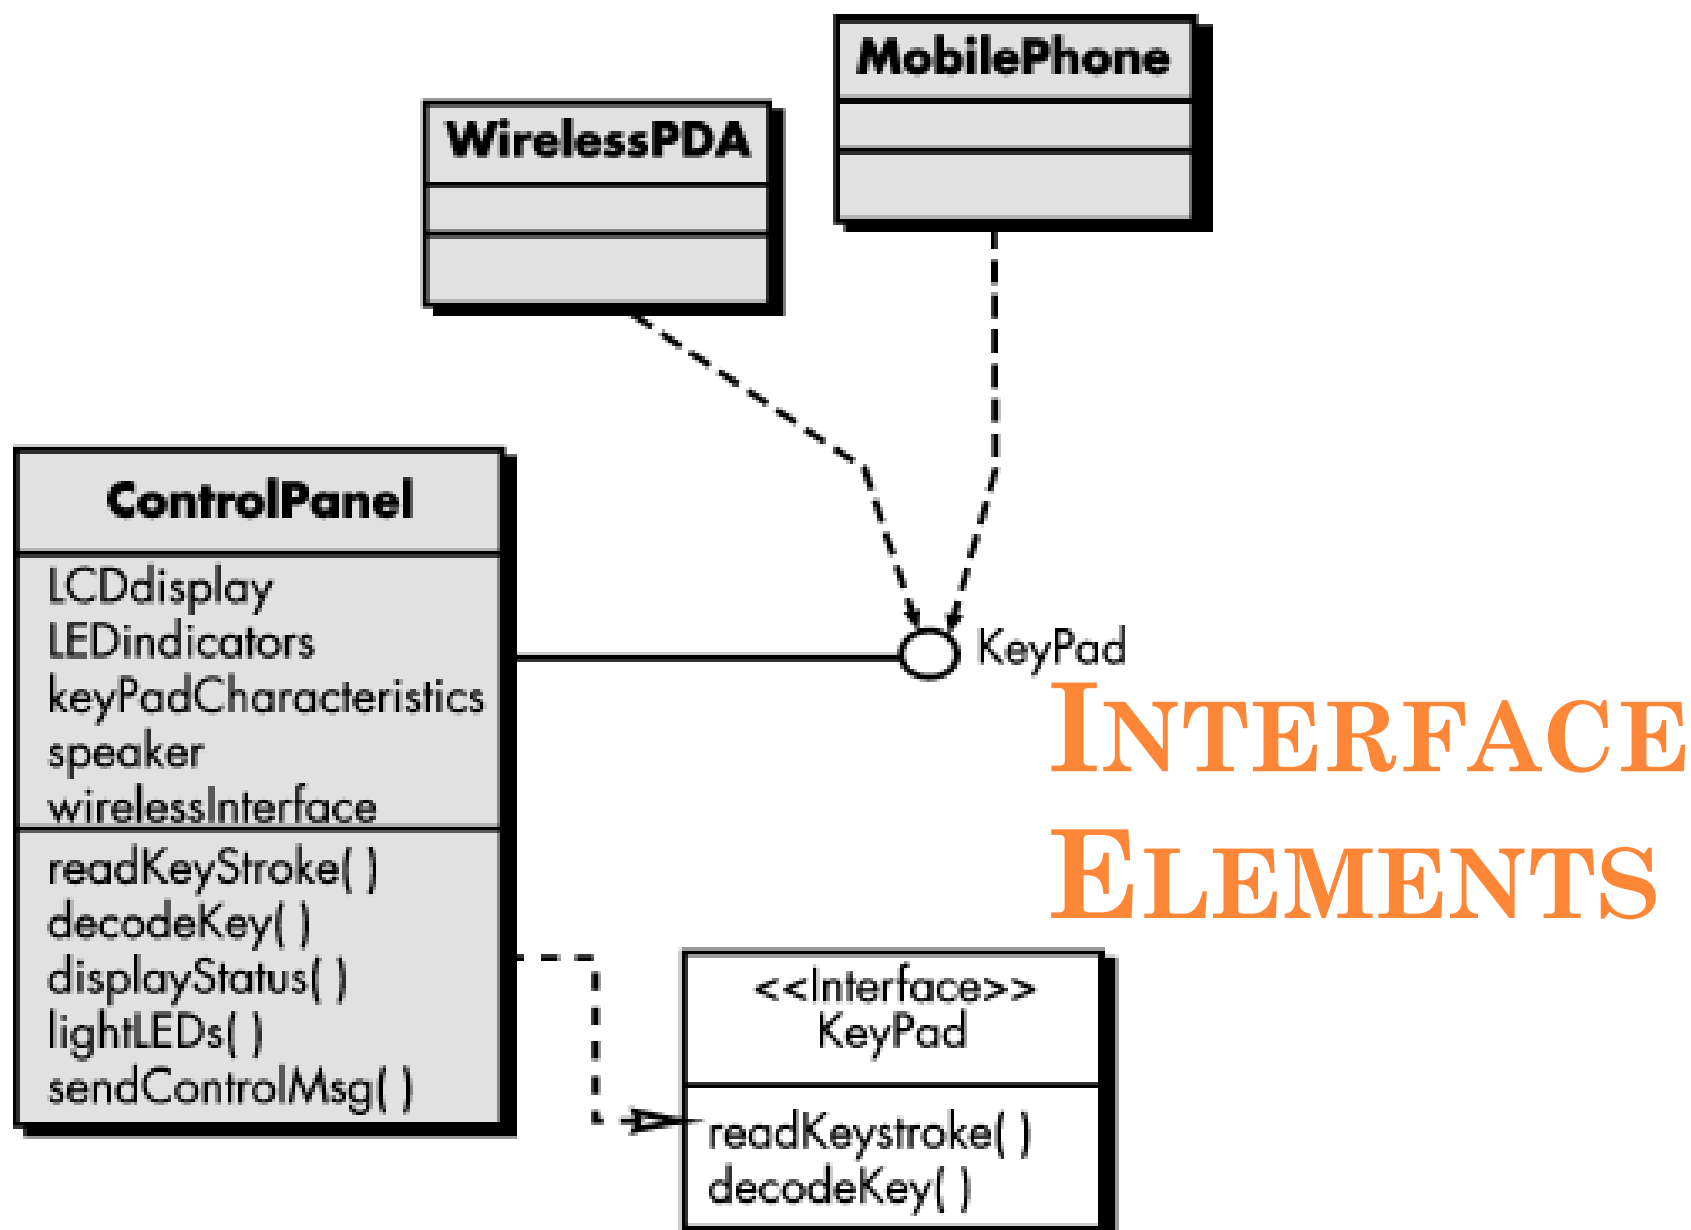 MobilePhone
WirelessPDA
ControlPanel
LCDdisplay
LEDindicators
keyPadCharacteristics
speaker
wirelessInterface
readKeyStroke( )
decodeKey( )
displayStatus( )
lightLEDs( )
sendControlMsg( )
KeyPad
INTERFACE
ELEMENTS
<<Interface>>
KeyPad
readKeystroke( )
decodeKey( )